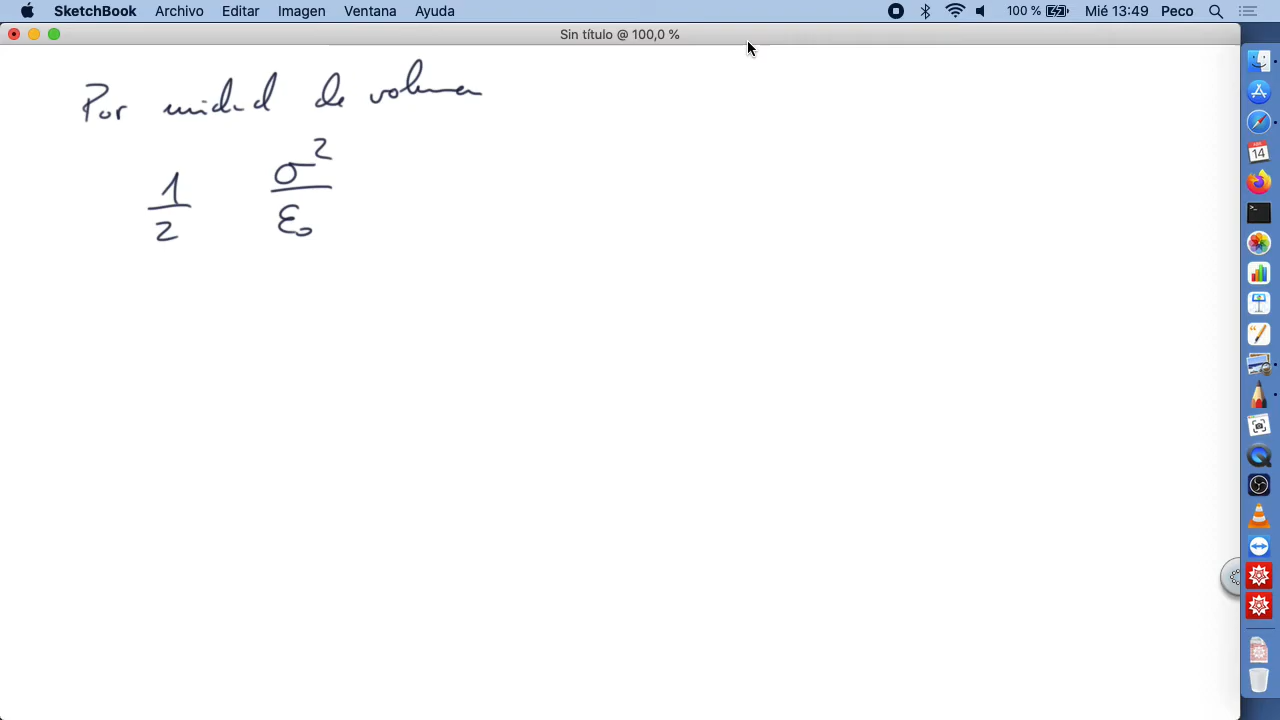 SketchBook Archivo Editar Imagen Ventana Ayuda 100 % Mié 13:49 Peco
Sin título @ 100,0 %
Por unidad de volumen
1/2 σ²/ε₀
14